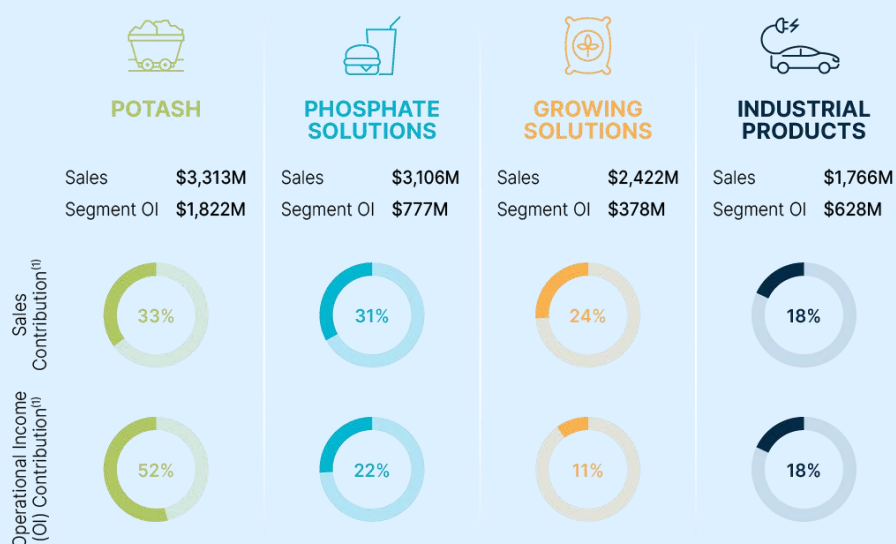 POTASH
Sales $3,313M
Segment OI $1,822M
PHOSPHATE
SOLUTIONS
Sales $3,106M
Segment OI $777M
GROWING
SOLUTIONS
Sales $2,422M
Segment OI $378M
INDUSTRIAL
PRODUCTS
Sales $1,766M
Segment OI $628M
Sales
Contribution(1)
33%
31%
24%
18%
Operational Income
(OI) Contribution(1)
52%
22%
11%
18%